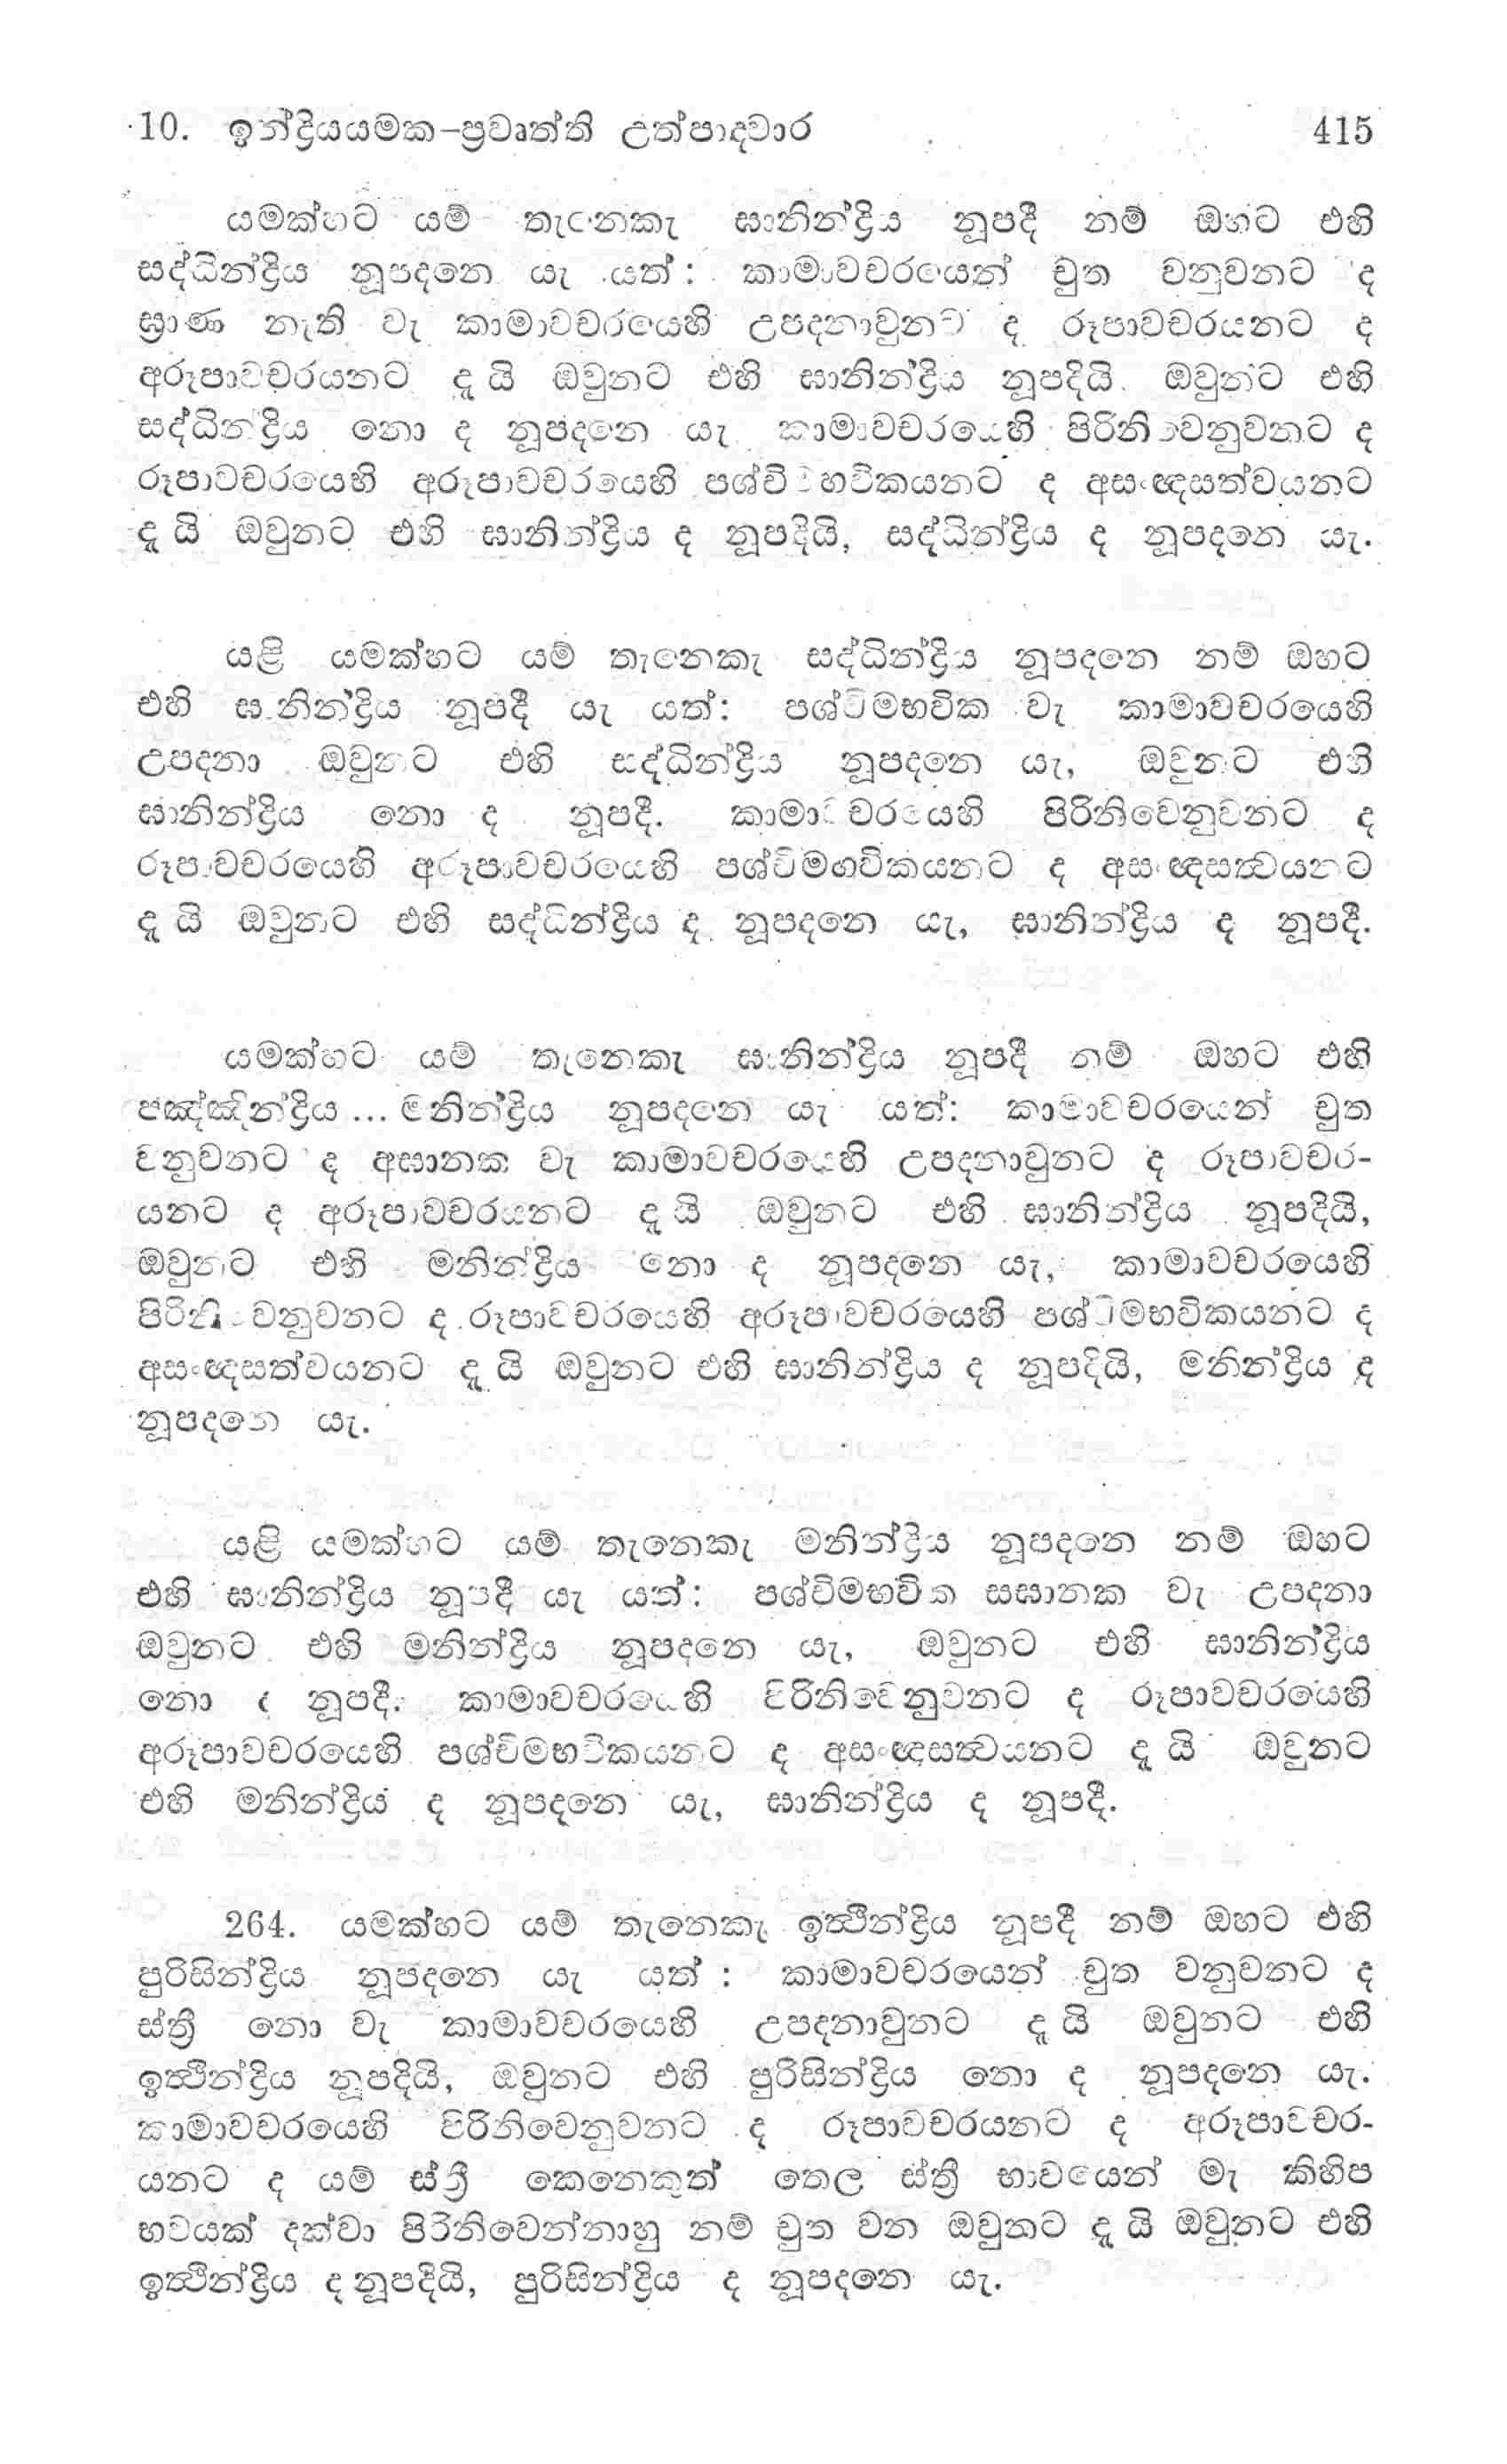 10. ඉන්ද්‍රියයමක–ප්‍රවෘත්ති උත්පාදවාර 415
යමක්හට යම් තැනෙකැ ඝානින්ද්‍රිය නූපදී නම් ඔහට එහි
සද්ධින්ද්‍රිය නූපදනෙ යැ යත්: කාමාවචරයෙන් චුත වනුවනට ද
ඝ්‍රාණ නැති වැ කාමාවචරයෙහි උපදනාවුනට ද රූපාවචරයනට ද
අරූපාවචරයනට දැ යි ඔවුනට එහි ඝානින්ද්‍රිය නූපදියි. ඔවුනට එහි
සද්ධින්ද්‍රිය නො ද නූපදනෙ යැ. කාමාවචරයෙහි පිරිනිවෙනුවනට ද
රූපාවචරයෙහි අරූපාවචරයෙහි පශ්චිමභවිකයනට ද අසංඥසත්වයනට
දැ යි ඔවුනට එහි ඝානින්ද්‍රිය ද නූපදියි, සද්ධින්ද්‍රිය ද නූපදනෙ යැ.
යළි යමක්හට යම් තැනෙකැ සද්ධින්ද්‍රිය නූපදනෙ නම් ඔහට
එහි ඝානින්ද්‍රිය නූපදී යැ යත්: පශ්චිමභවික වැ කාමාවචරයෙහි
උපදනා ඔවුනට එහි සද්ධින්ද්‍රිය නූපදනෙ යැ, ඔවුනට එහි
ඝානින්ද්‍රිය නො ද නූපදී. කාමාවචරයෙහි පිරිනිවෙනුවනට ද
රූපාවචරයෙහි අරූපාවචරයෙහි පශ්චිමභවිකයනට ද අසංඥසත්‍වයනට
දැ යි ඔවුනට එහි සද්ධින්ද්‍රිය ද නූපදනෙ යැ, ඝානින්ද්‍රිය ද නූපදී.
යමක්හට යම් තැනෙකැ ඝානින්ද්‍රිය නූපදී නම් ඔහට එහි
පඤ්ඤින්ද්‍රිය ... මනින්ද්‍රිය නූපදනෙ යැ යත්: කාමාවචරයෙන් චුත
වනුවනට ද අඝානක වැ කාමාවචරයෙහි උපදනාවුනට ද රූපාවචර-
යනට ද අරූපාවචරයනට දැ යි ඔවුනට එහි ඝානින්ද්‍රිය නූපදියි,
ඔවුනට එහි මනින්ද්‍රිය නො ද නූපදනෙ යැ, කාමාවචරයෙහි
පිරිනිවෙනුවනට ද රූපාවචරයෙහි අරූපාවචරයෙහි පශ්චිමභවිකයනට ද
අසංඥසත්වයනට දැ යි ඔවුනට එහි ඝානින්ද්‍රිය ද නූපදියි, මනින්ද්‍රිය ද
නූපදනෙ යැ.
යළි යමක්හට යම් තැනෙකැ මනින්ද්‍රිය නූපදනෙ නම් ඔහට
එහි ඝානින්ද්‍රිය නූපදී යැ යත්: පශ්චිමභවික සඝානක වැ උපදනා
ඔවුනට එහි මනින්ද්‍රිය නූපදනෙ යැ, ඔවුනට එහි ඝානින්ද්‍රිය
නො ද නූපදී. කාමාවචරයෙහි පිරිනිවෙනුවනට ද රූපාවචරයෙහි
අරූපාවචරයෙහි පශ්චිමභවිකයනට ද අසංඥසත්‍වයනට දැ යි ඔවුනට
එහි මනින්ද්‍රිය ද නූපදනෙ යැ, ඝානින්ද්‍රිය ද නූපදී.
264. යමක්හට යම් තැනෙකැ ඉත්‍ථින්ද්‍රිය නූපදී නම් ඔහට එහි
පුරිසින්ද්‍රිය නූපදනෙ යැ යත් : කාමාවචරයෙන් චුත වනුවනට ද
ස්ත්‍රී නො වැ කාමාවචරයෙහි උපදනාවුනට දැ යි ඔවුනට එහි
ඉත්‍ථින්ද්‍රිය නූපදියි, ඔවුනට එහි පුරිසින්ද්‍රිය නො ද නූපදනෙ යැ.
කාමාවචරයෙහි පිරිනිවෙනුවනට ද රූපාවචරයනට ද අරූපාවචර-
යනට ද යම් ස්ත්‍රී කෙනෙකුත් තෙල ස්ත්‍රී භාවයෙන් මැ කිහිප
භවයක් දක්වා පිරිනිවෙන්නාහු නම් චුත වන ඔවුනට දැ යි ඔවුනට එහි
ඉත්‍ථින්ද්‍රිය ද නූපදියි, පුරිසින්ද්‍රිය ද නූපදනෙ යැ.